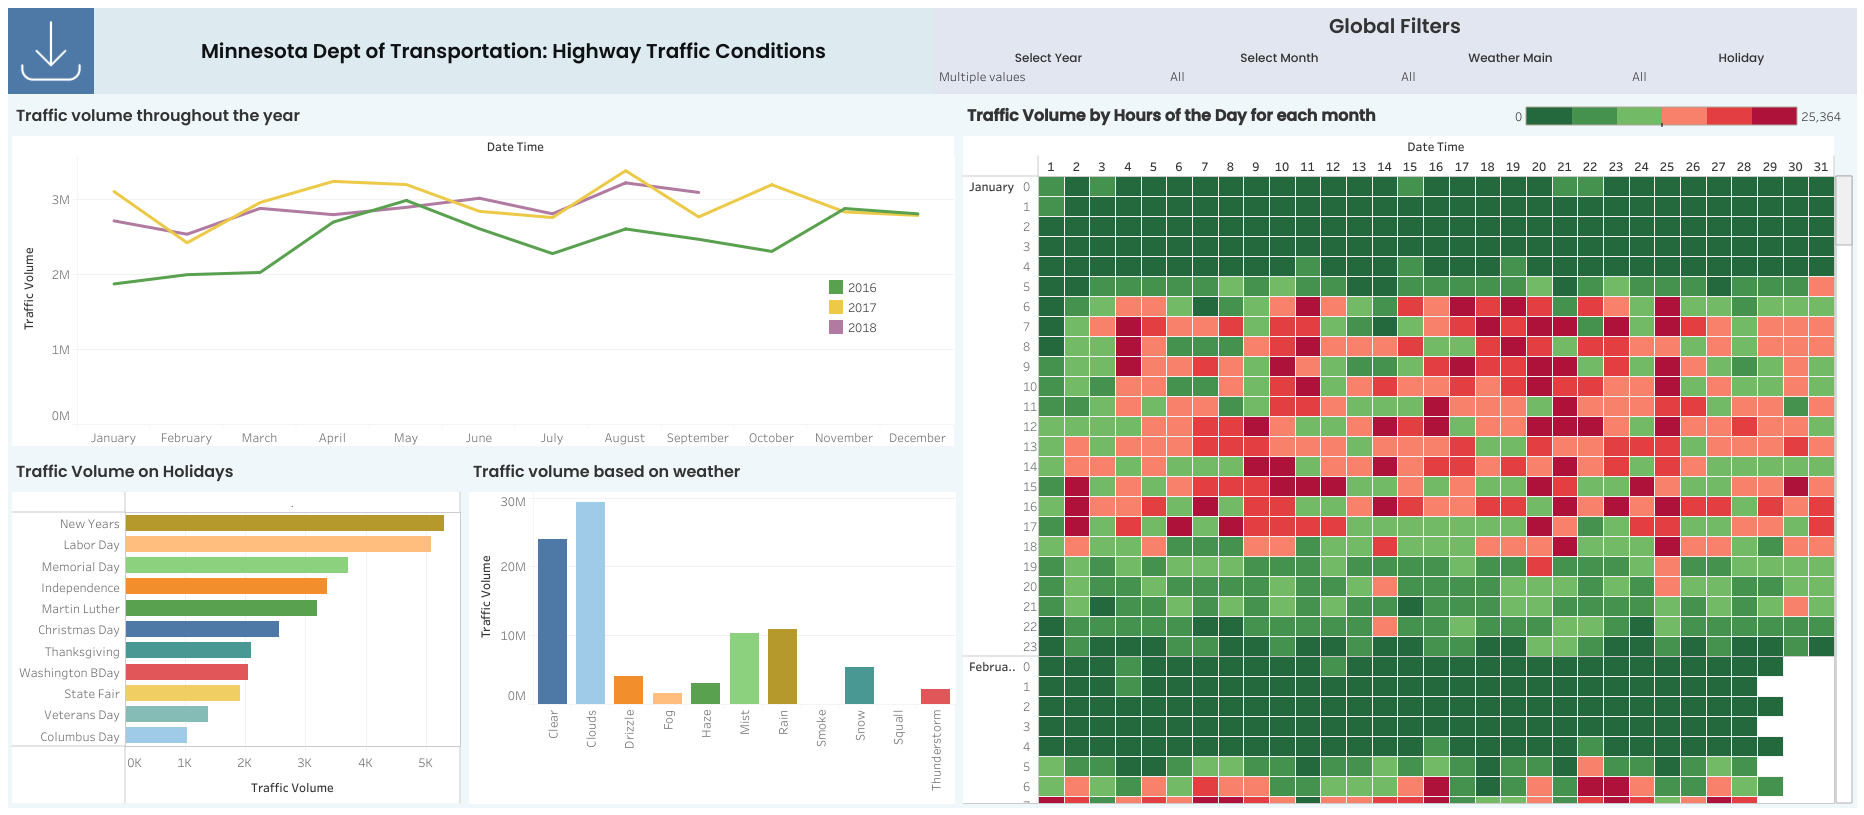 Minnesota Dept of Transportation: Highway Traffic Conditions
Global Filters
Select Year Select Month Weather Main Holiday
Multiple values All All All
Traffic volume throughout the year
Date Time
Traffic Volume
3M
2M
1M
0M
2016
2017
2018
January February March April May June July August September October November December
Traffic Volume by Hours of the Day for each month
0 25,364
Date Time
1 2 3 4 5 6 7 8 9 10 11 12 13 14 15 16 17 18 19 20 21 22 23 24 25 26 27 28 29 30 31
January 0
1
2
3
4
5
6
7
8
9
10
11
12
13
14
15
16
17
18
19
20
21
22
23
Februa.. 0
1
2
3
4
5
6
Traffic Volume on Holidays
New Years
Labor Day
Memorial Day
Independence
Martin Luther
Christmas Day
Thanksgiving
Washington BDay
State Fair
Veterans Day
Columbus Day
0K 1K 2K 3K 4K 5K
Traffic Volume
Traffic volume based on weather
Traffic Volume
30M
20M
10M
0M
Clear Clouds Drizzle Fog Haze Mist Rain Smoke Snow Squall Thunderstorm